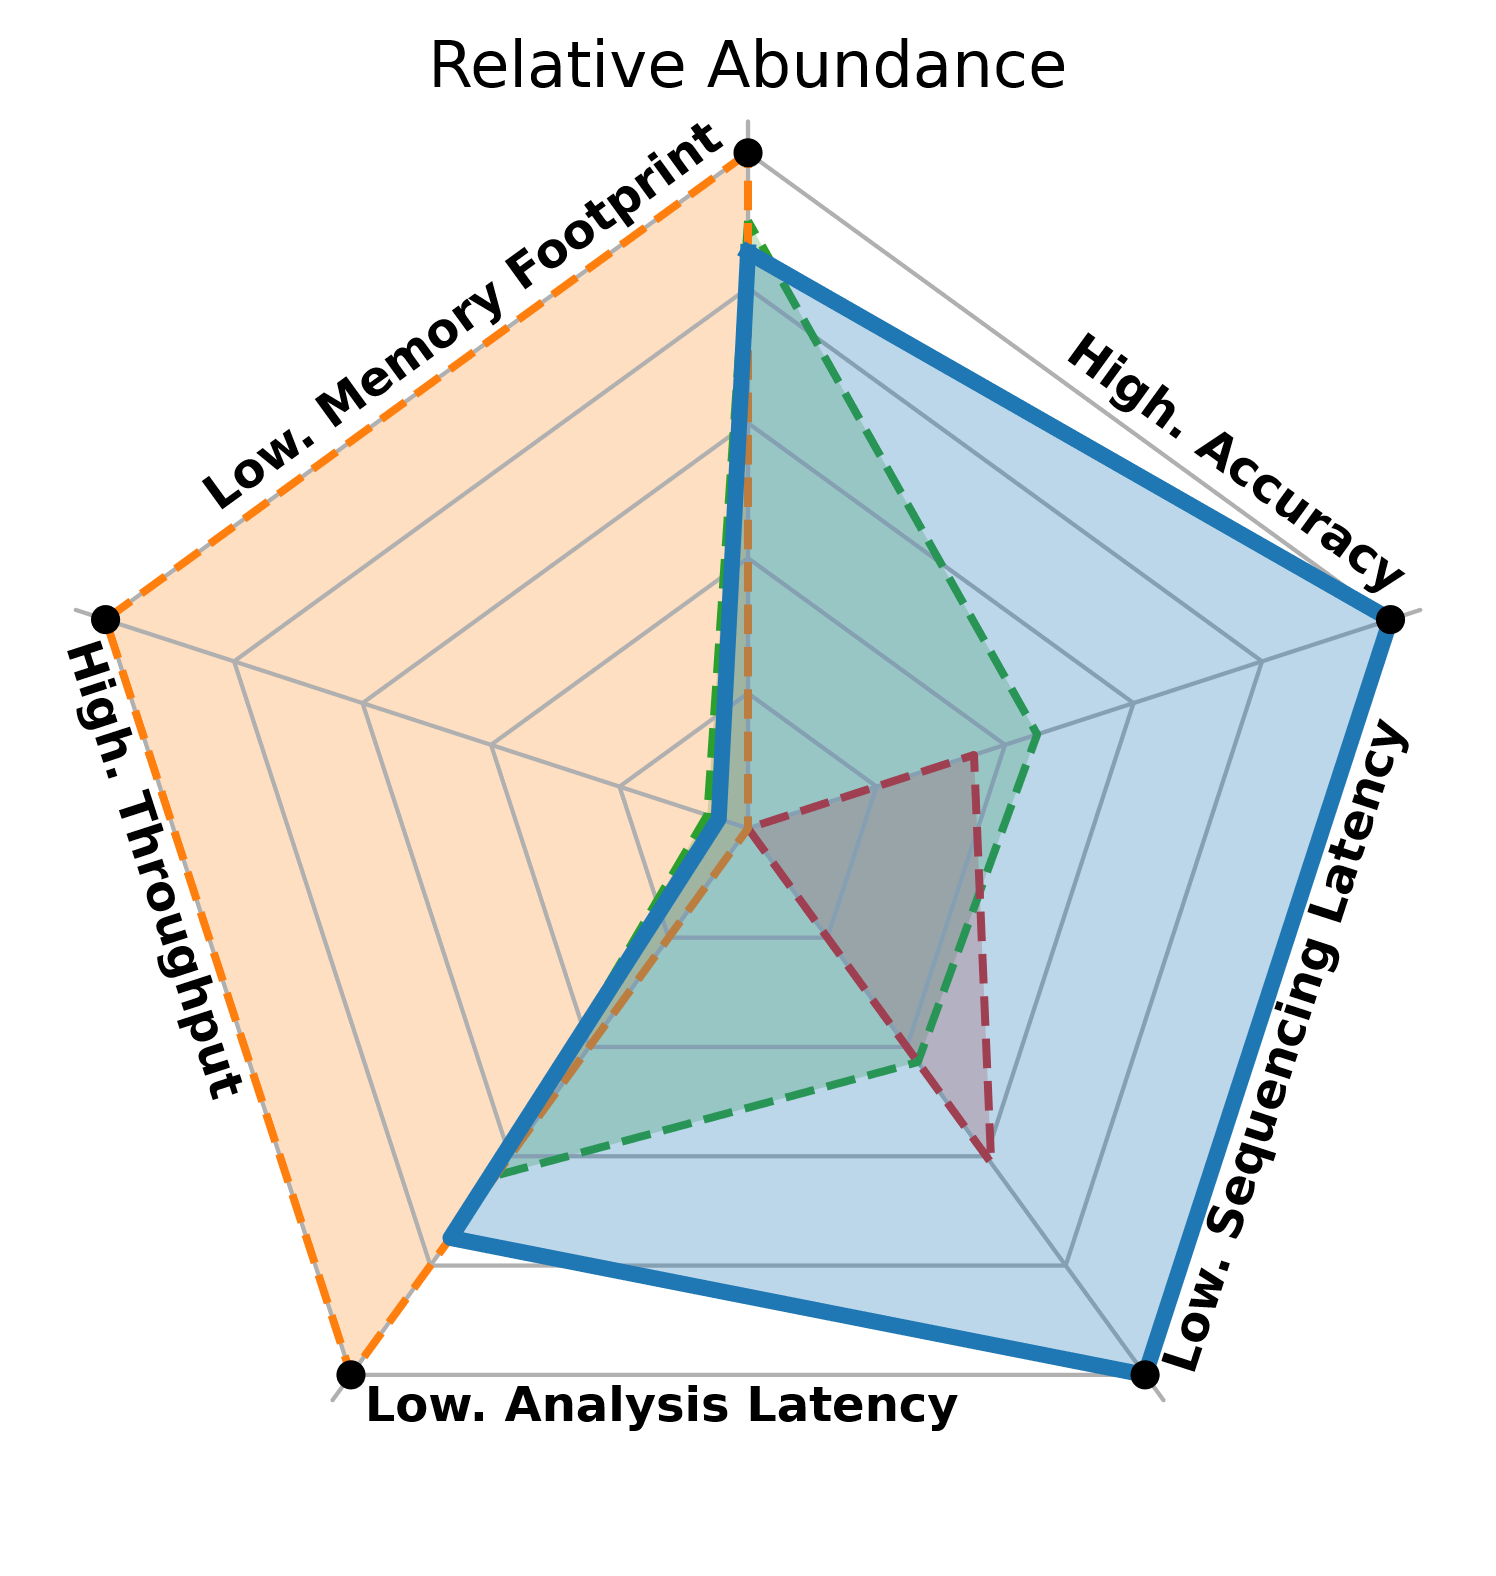 Relative Abundance
Low. Memory Footprint
High. Accuracy
High. Throughput
Low. Sequencing Latency
Low. Analysis Latency